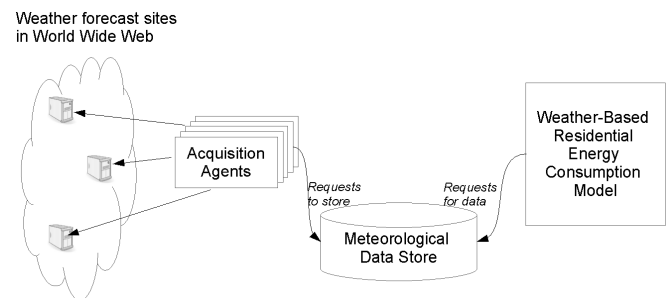 Weather forecast sites
in World Wide Web
Acquisition
Agents
Requests
to store
Requests
for data
Meteorological
Data Store
Weather-Based
Residential
Energy
Consumption
Model